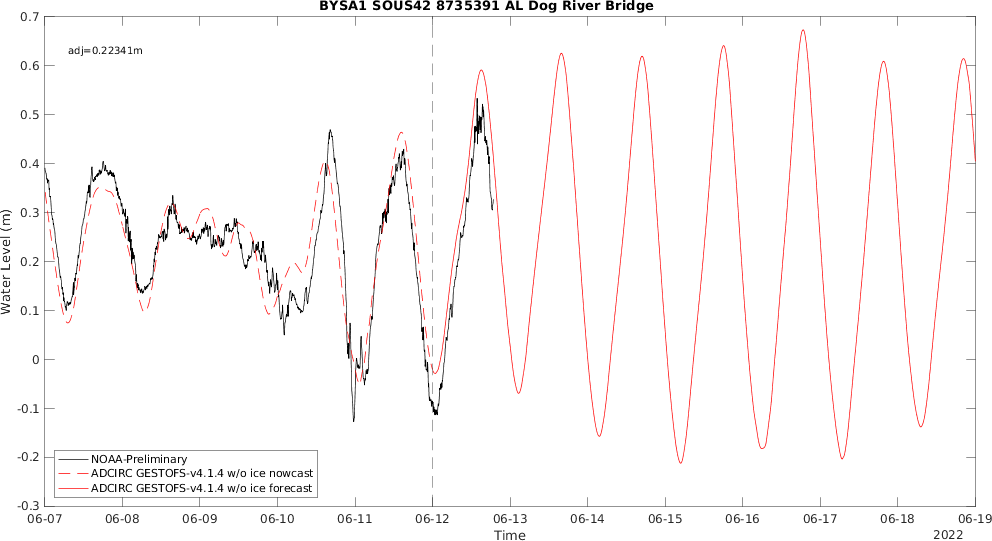 BYSA1 SOUS42 8735391 AL Dog River Bridge
adj=0.22341m
0.7
0.6
0.5
0.4
0.3
0.2
0.1
0
-0.1
-0.2
-0.3
Water Level (m)
NOAA-Preliminary
ADCIRC GESTOFS-v4.1.4 w/o ice nowcast
ADCIRC GESTOFS-v4.1.4 w/o ice forecast
06-07 06-08 06-09 06-10 06-11 06-12 06-13 06-14 06-15 06-16 06-17 06-18 06-19
Time
2022